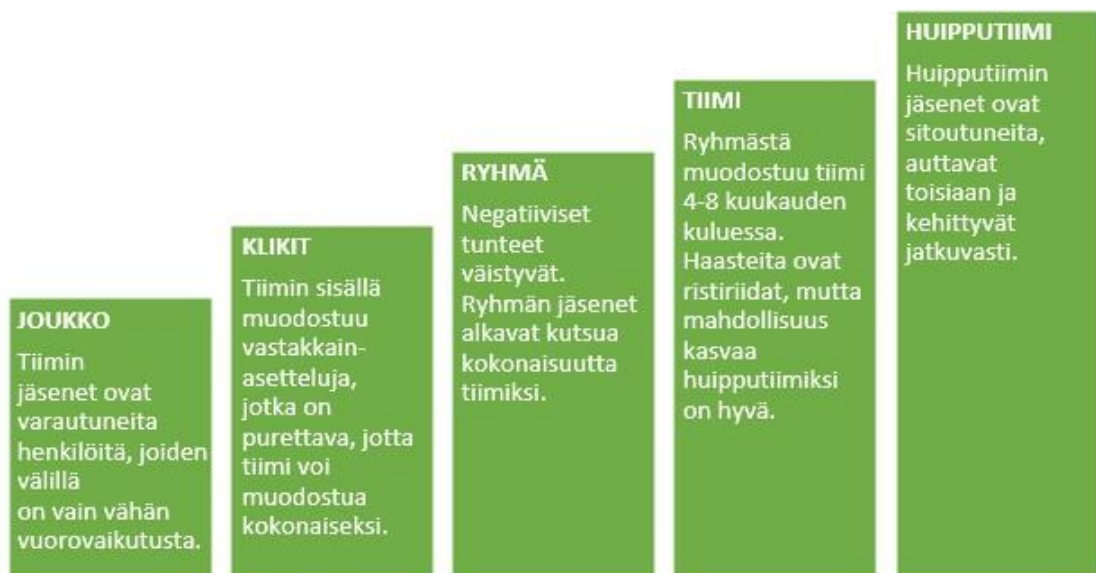 JOUKKO
Tiimin
jäsenet ovat
varautuneita
henkilöitä, joiden
välillä
on vain vähän
vuorovaikutusta.
KLIKIT
Tiimin sisällä
muodostuu
vastakkain-
asetteluja,
jotka on
purettava, jotta
tiimi voi
muodostua
kokonaiseksi.
RYHMÄ
Negatiiviset
tunteet
väistyvät.
Ryhmän jäsenet
alkavat kutsua
kokonaisuutta
tiimiksi.
TIIMI
Ryhmästä
muodostuu tiimi
4-8 kuukauden
kuluessa.
Haasteita ovat
ristiriidat, mutta
mahdollisuus
kasvaa
huipputiimiksi
on hyvä.
HUIPPUTIIMI
Huipputiimin
jäsenet ovat
sitoutuneita,
auttavat
toisiaan ja
kehittyvät
jatkuvasti.